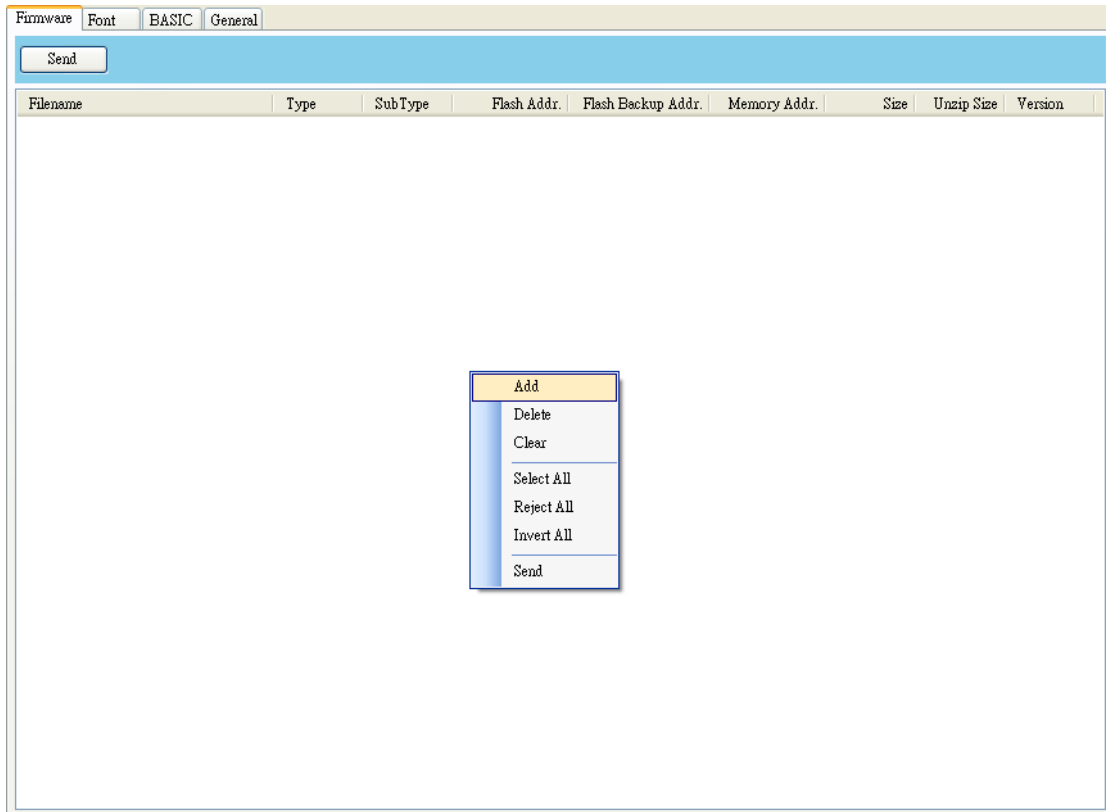 Firmware Font BASIC General
Send
Filename Type SubType Flash Addr. Flash Backup Addr. Memory Addr. Size Unzip Size Version
Add
Delete
Clear
Select All
Reject All
Invert All
Send